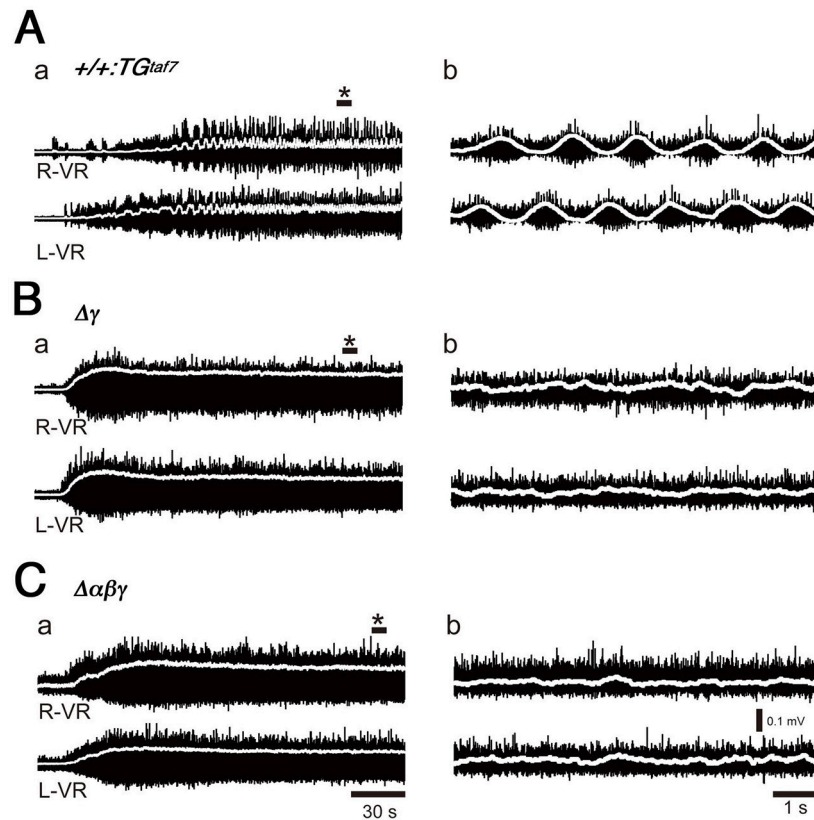 A
+/+:TGtaf7
a
b
*
R-VR
L-VR
B
Δγ
a
b
*
R-VR
L-VR
C
Δαβγ
a
b
*
R-VR
0.1 mV
L-VR
30 s
1 s